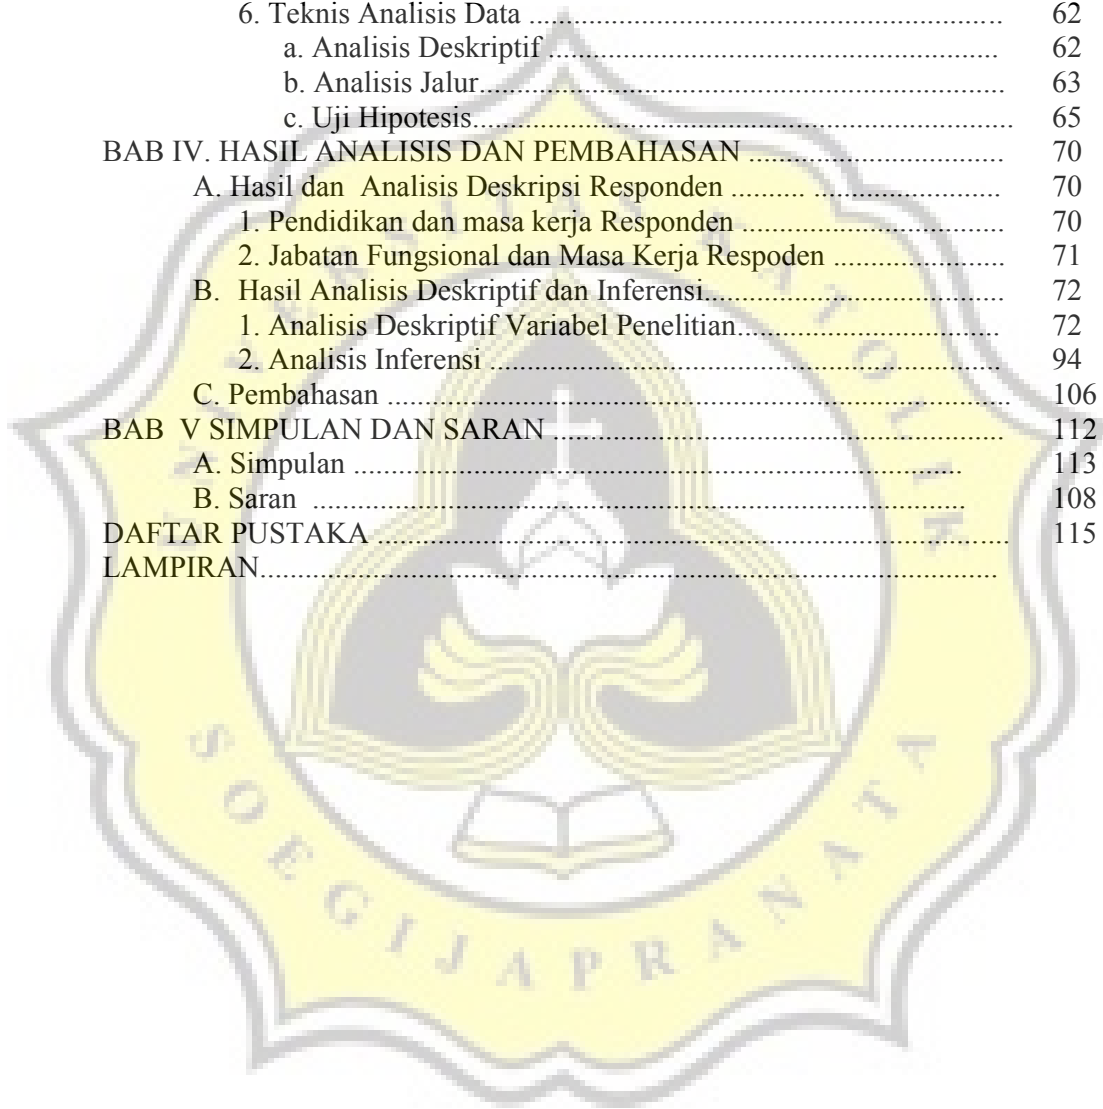 6. Teknis Analisis Data ................................................................ 62
a. Analisis Deskriptif ............................................................. 62
b. Analisis Jalur....................................................................... 63
c. Uji Hipotesis......................................................................... 65
BAB IV. HASIL ANALISIS DAN PEMBAHASAN .................................. 70
A. Hasil dan Analisis Deskripsi Responden .......... ......................... 70
1. Pendidikan dan masa kerja Responden ................................... 70
2. Jabatan Fungsional dan Masa Kerja Respoden ....................... 71
B. Hasil Analisis Deskriptif dan Inferensi........................................ 72
1. Analisis Deskriptif Variabel Penelitian................................... 72
2. Analisis Inferensi ..................................................................... 94
C. Pembahasan .................................................................................... 106
BAB V SIMPULAN DAN SARAN ............................................................. 112
A. Simpulan .................................................................................. 113
B. Saran ....................................................................................... 108
DAFTAR PUSTAKA ...................................................................................... 115
LAMPIRAN....................................................................................................
UNIVERSITAS KATOLIK
SOEGIJAPRANATA